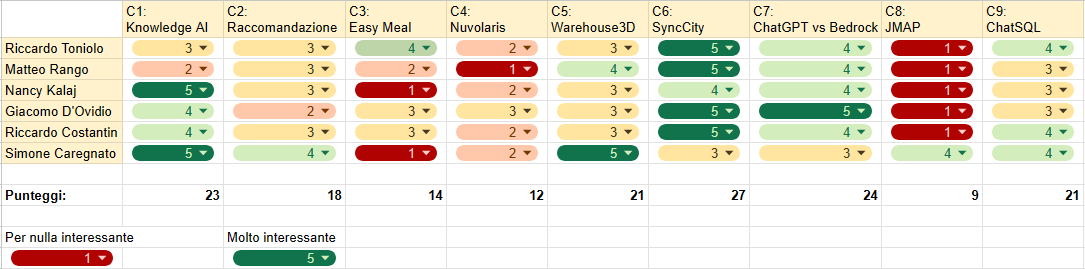 C1: C2: C3: C4: C5: C6: C7: C8: C9:
Knowledge AI Raccomandazione Easy Meal Nuvolaris Warehouse3D SyncCity ChatGPT vs Bedrock JMAP ChatSQL
Riccardo Toniolo 3 3 4 2 3 5 4 1 4
Matteo Rango 2 3 2 1 4 5 4 1 3
Nancy Kalaj 5 3 1 2 3 4 4 1 3
Giacomo D'Ovidio 4 2 3 3 3 5 5 1 3
Riccardo Costantin 4 3 3 2 3 5 4 1 4
Simone Caregnato 5 4 1 2 5 3 3 4 4
Punteggi: 23 18 14 12 21 27 24 9 21
Per nulla interessante Molto interessante
1 5